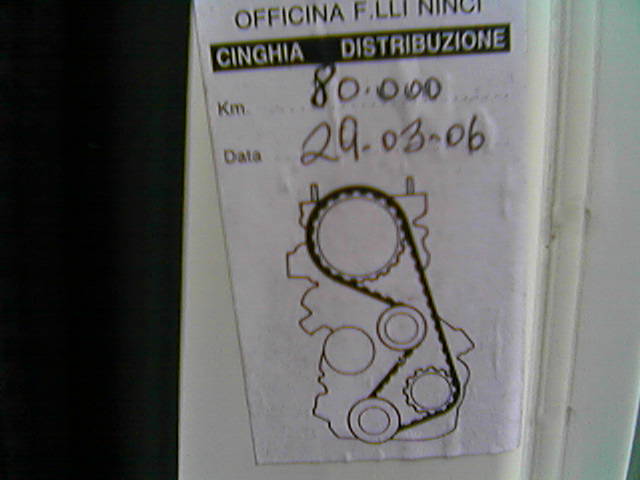 OFFICINA F.LLI NINCI
CINGHIA DISTRIBUZIONE
Km. 80.000
Data 29-03-06